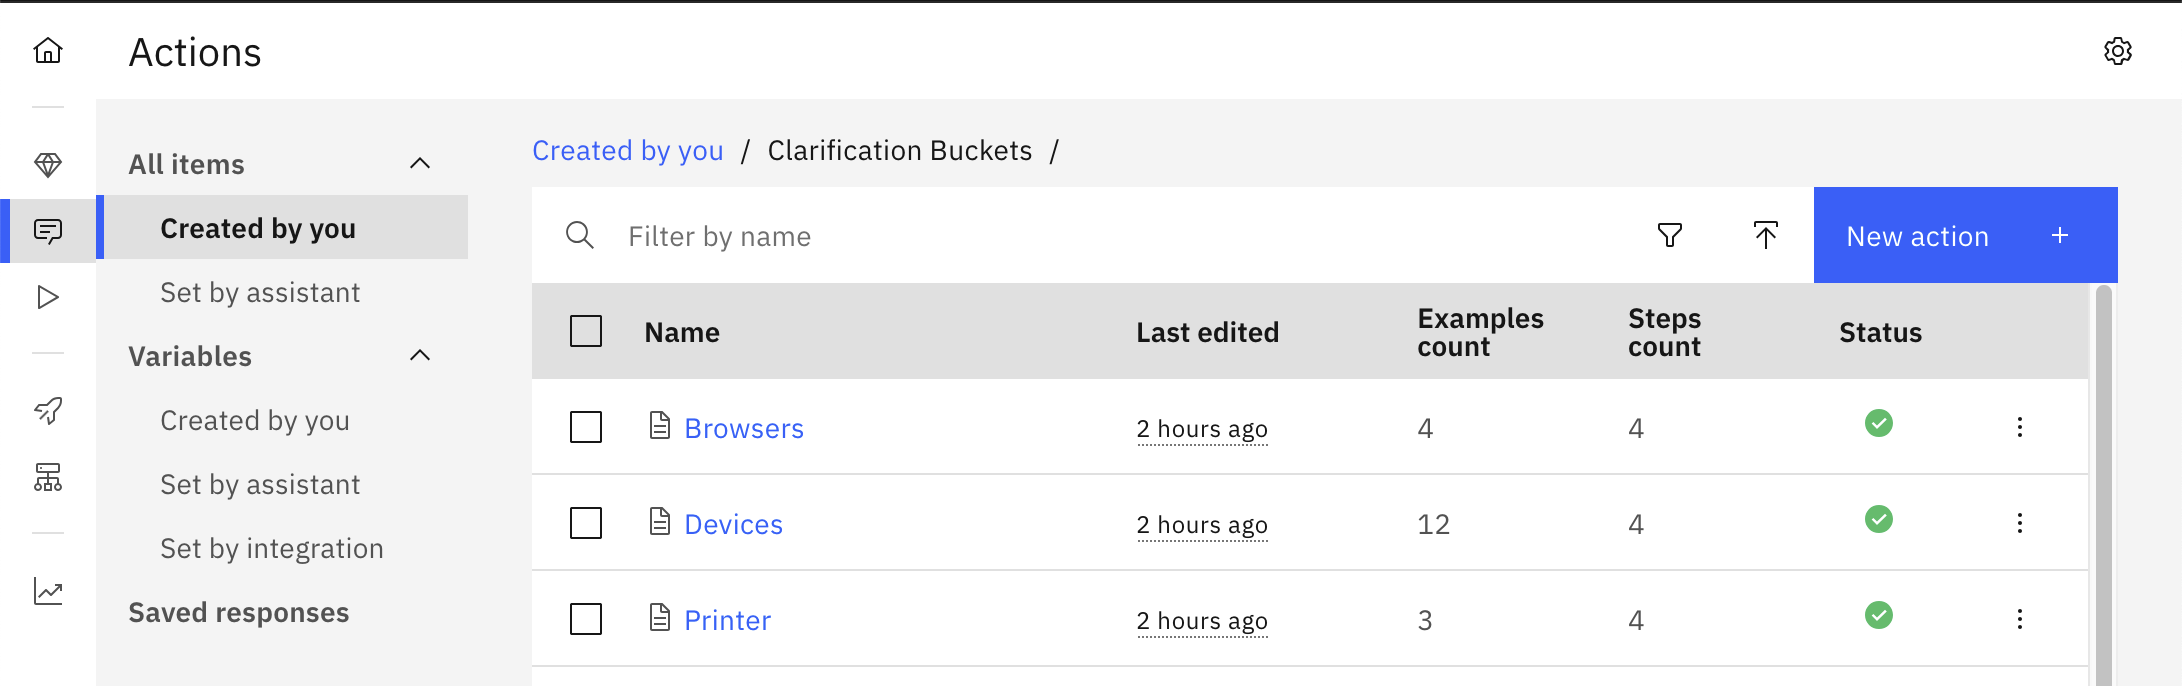 Actions
All items
Created by you
Set by assistant
Variables
Created by you
Set by assistant
Set by integration
Saved responses
Created by you / Clarification Buckets /
Filter by name
New action +
Name Last edited Examples count Steps count Status
Browsers 2 hours ago 4 4
Devices 2 hours ago 12 4
Printer 2 hours ago 3 4